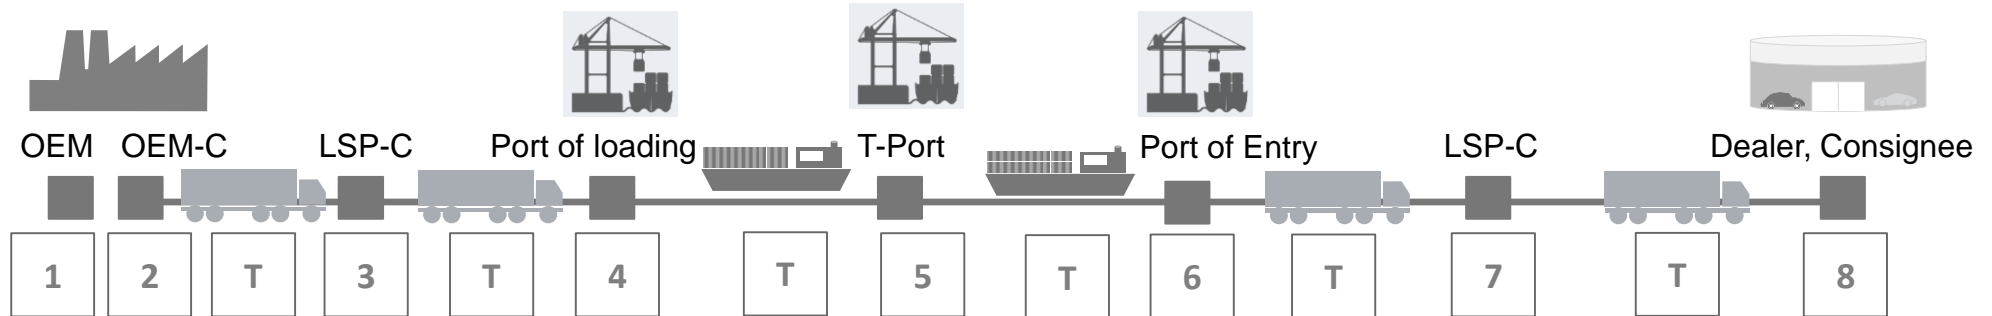 OEM OEM-C LSP-C Port of loading T-Port Port of Entry LSP-C Dealer, Consignee
1 2 T 3 T 4 T 5 T 6 T 7 T 8